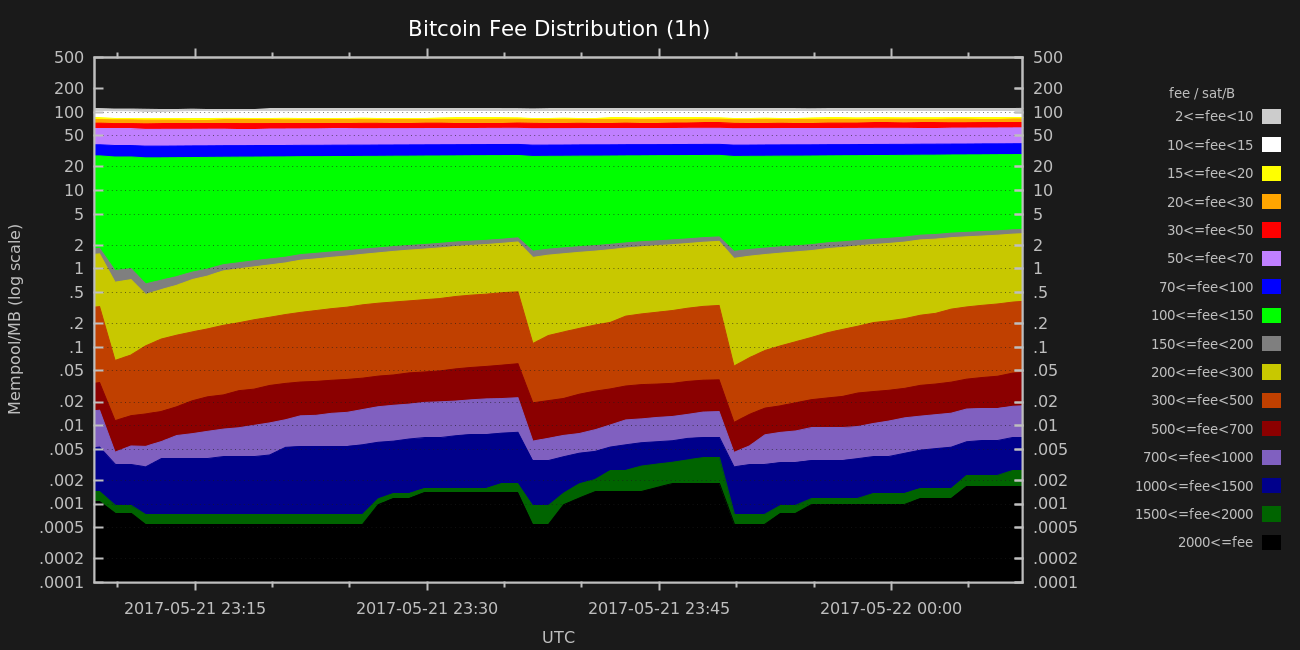 Bitcoin Fee Distribution (1h)
500
200
100
50
20
10
5
2
1
.5
.2
.1
.05
.02
.01
.005
.002
.001
.0005
.0002
.0001
Mempool/MB (log scale)
500
200
100
50
20
10
5
2
1
.5
.2
.1
.05
.02
.01
.005
.002
.001
.0005
.0002
.0001
2017-05-21 23:15
2017-05-21 23:30
2017-05-21 23:45
2017-05-22 00:00
UTC
fee / sat/B
2<=fee<10
10<=fee<15
15<=fee<20
20<=fee<30
30<=fee<50
50<=fee<70
70<=fee<100
100<=fee<150
150<=fee<200
200<=fee<300
300<=fee<500
500<=fee<700
700<=fee<1000
1000<=fee<1500
1500<=fee<2000
2000<=fee